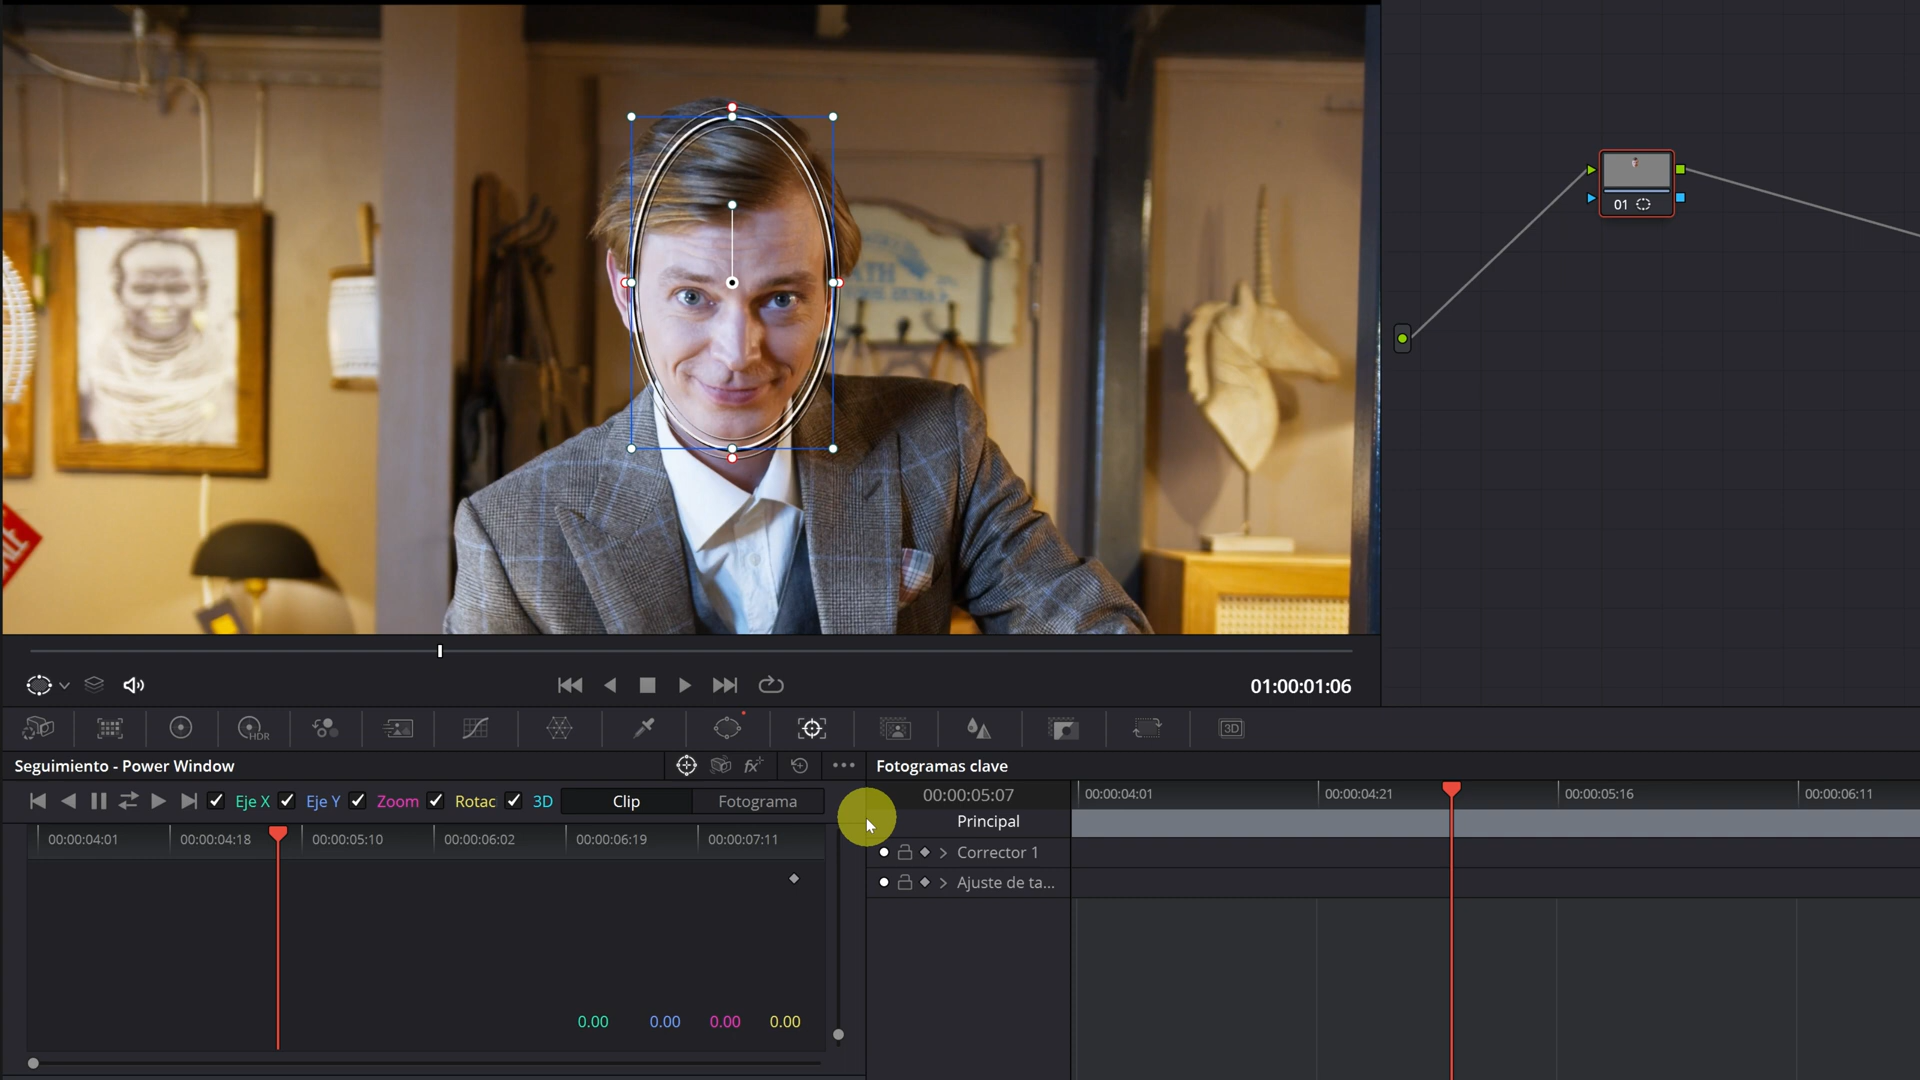 ATH
01
01:00:01:06
HDR
3D
Seguimiento - Power Window
fx
Fotogramas clave
Eje X
Eje Y
Zoom
Rotac
3D
Clip
Fotograma
00:00:04:01
00:00:04:18
00:00:05:10
00:00:06:02
00:00:06:19
00:00:07:11
0.00
0.00
0.00
0.00
00:00:05:07
00:00:04:01
00:00:04:21
00:00:05:16
00:00:06:11
Principal
Corrector 1
Ajuste de ta...